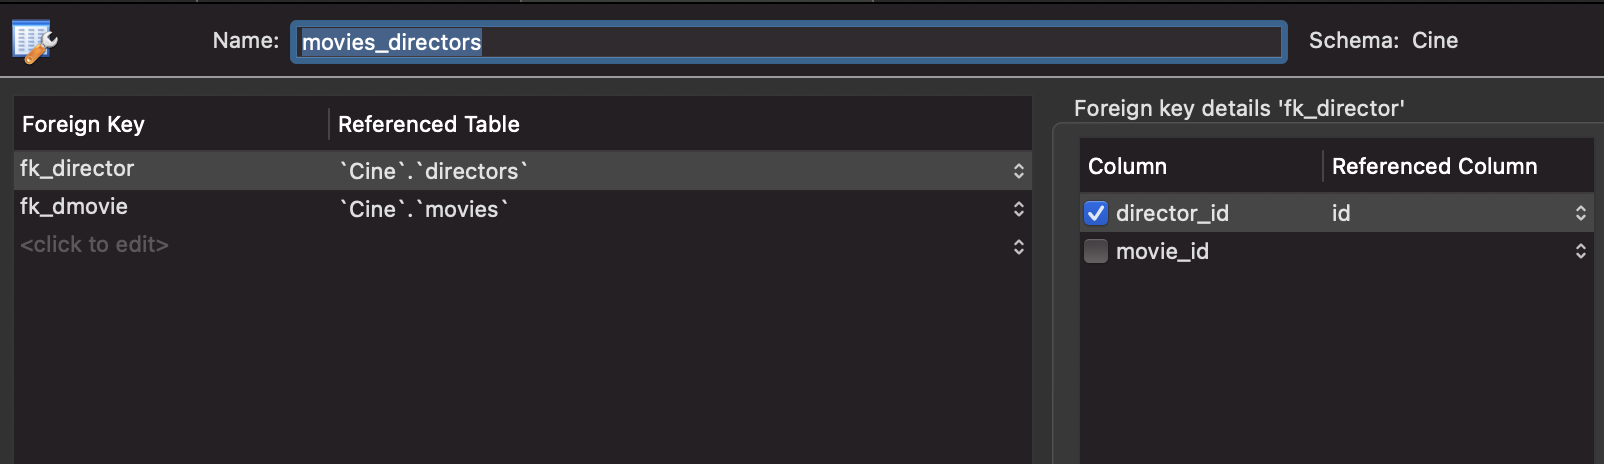 Name: movies_directors Schema: Cine
Foreign Key Referenced Table
fk_director `Cine`.`directors`
fk_dmovie `Cine`.`movies`
<click to edit>
Foreign key details 'fk_director'
Column Referenced Column
director_id id
movie_id